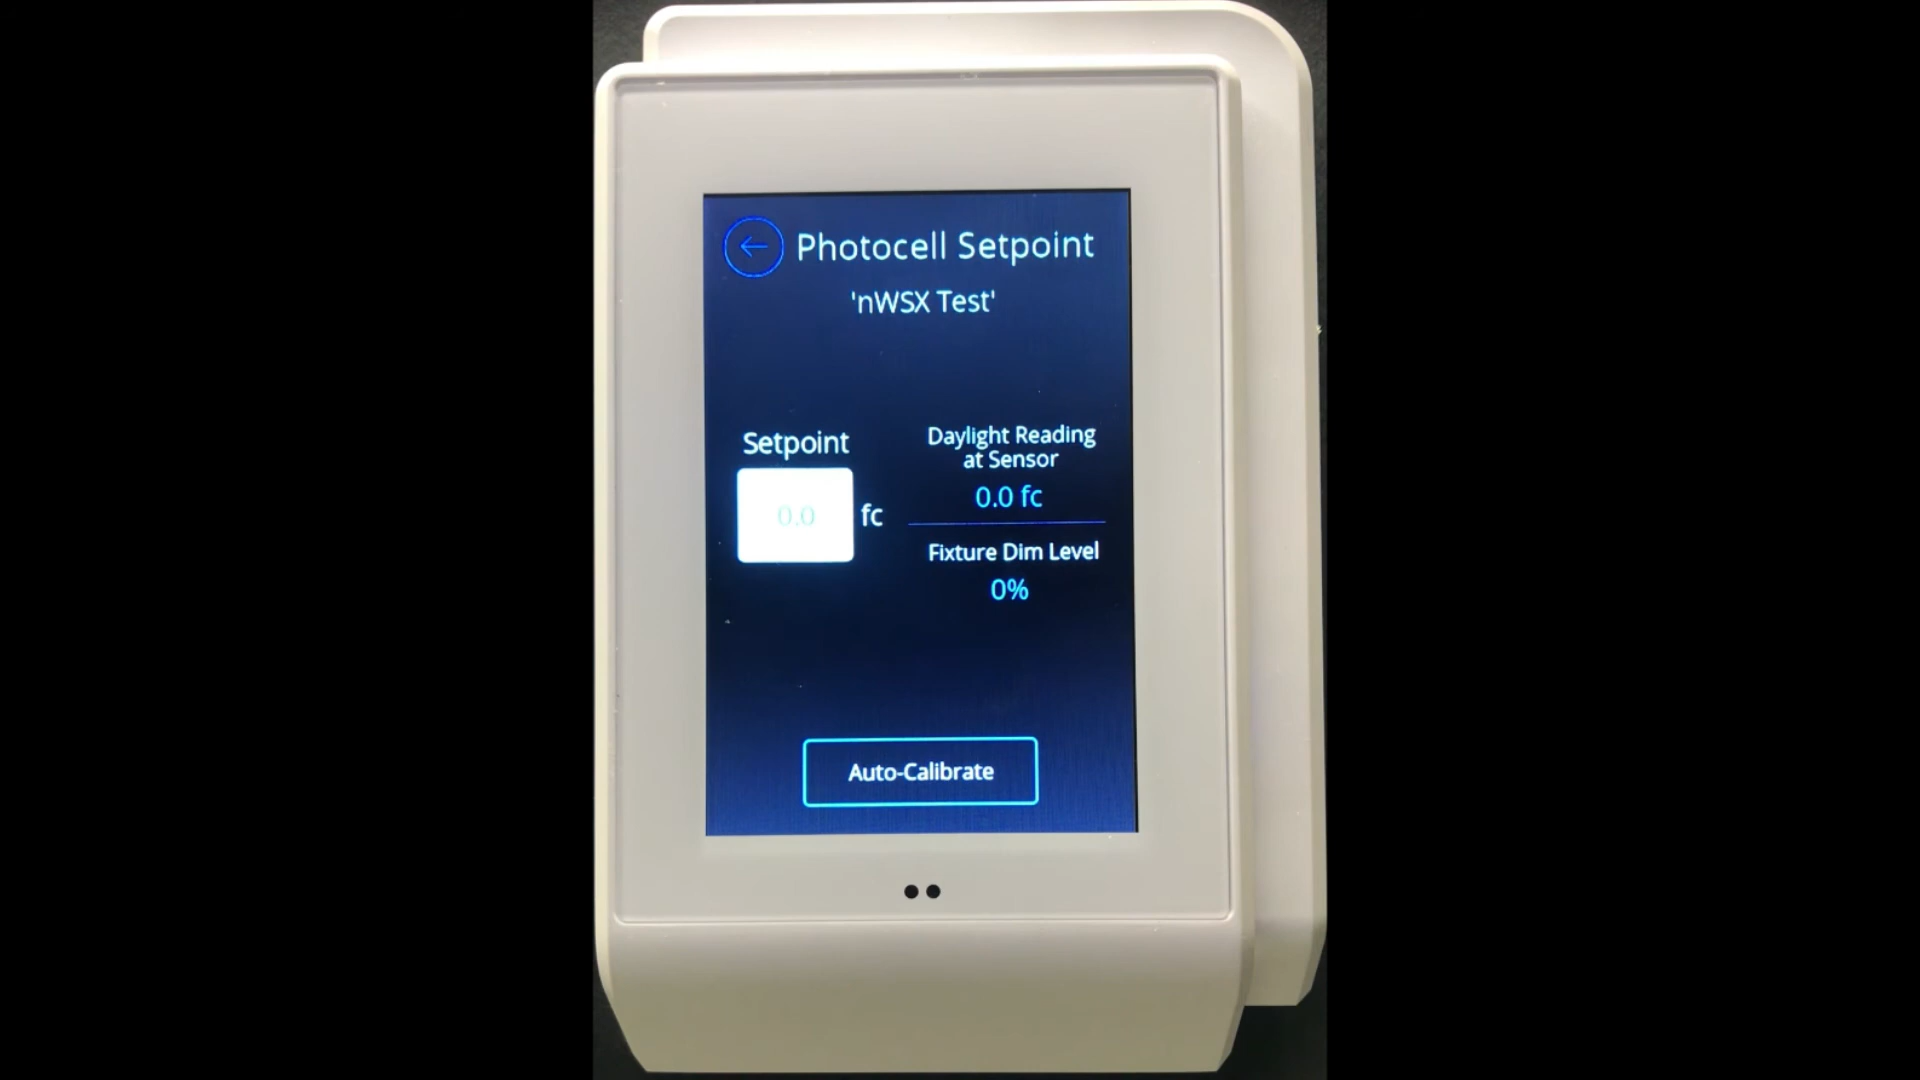 Photocell Setpoint
'nWSX Test'
Setpoint
0.0 fc
Daylight Reading
at Sensor
0.0 fc
Fixture Dim Level
0%
Auto-Calibrate